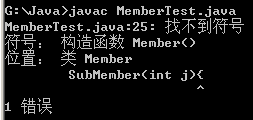 G:\Java>javac MemberTest.java
MemberTest.java:25: 找不到符号
符号： 构造函数 Member()
位置： 类 Member
SubMember(int j){
^
1 错误